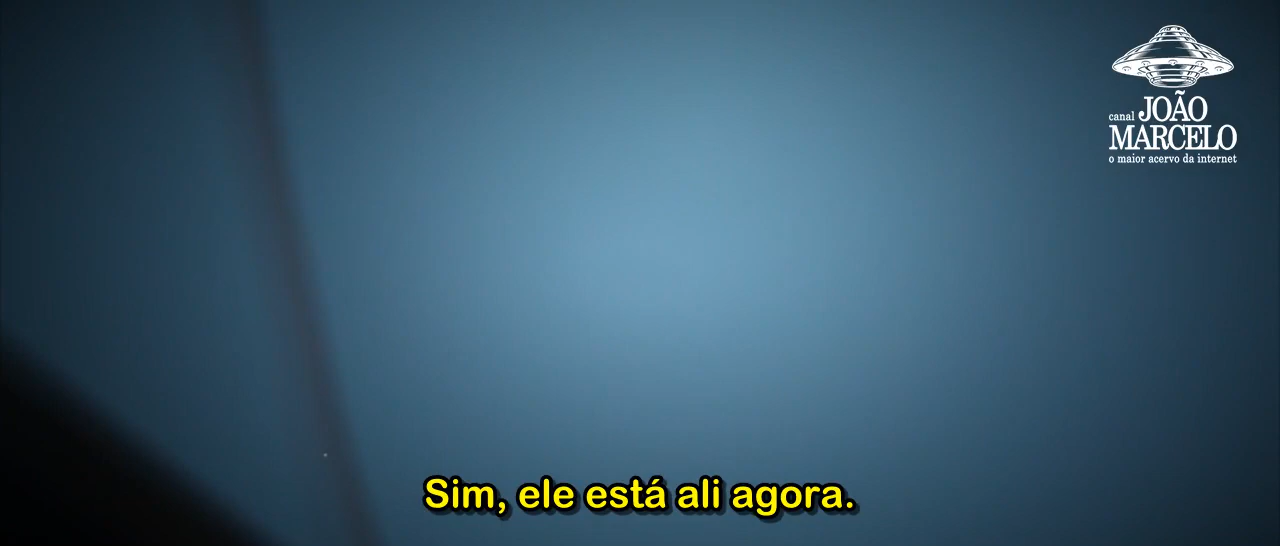 canal JOÃO
MARCELO
o maior acervo da internet
Sim, ele está ali agora.